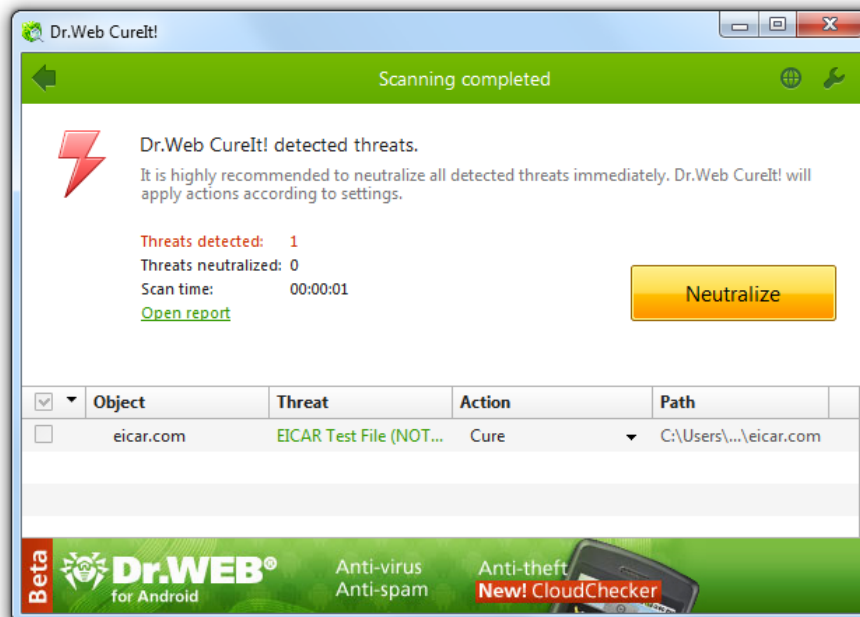 Dr.Web CureIt!
Scanning completed
Dr.Web CureIt! detected threats.
It is highly recommended to neutralize all detected threats immediately. Dr.Web CureIt! will
apply actions according to settings.
Threats detected: 1
Threats neutralized: 0
Scan time: 00:00:01
Open report
Neutralize
Object Threat Action Path
eicar.com EICAR Test File (NOT... Cure C:\Users\...\eicar.com
Beta
Dr.WEB®
for Android
Anti-virus
Anti-spam
Anti-theft
New! CloudChecker